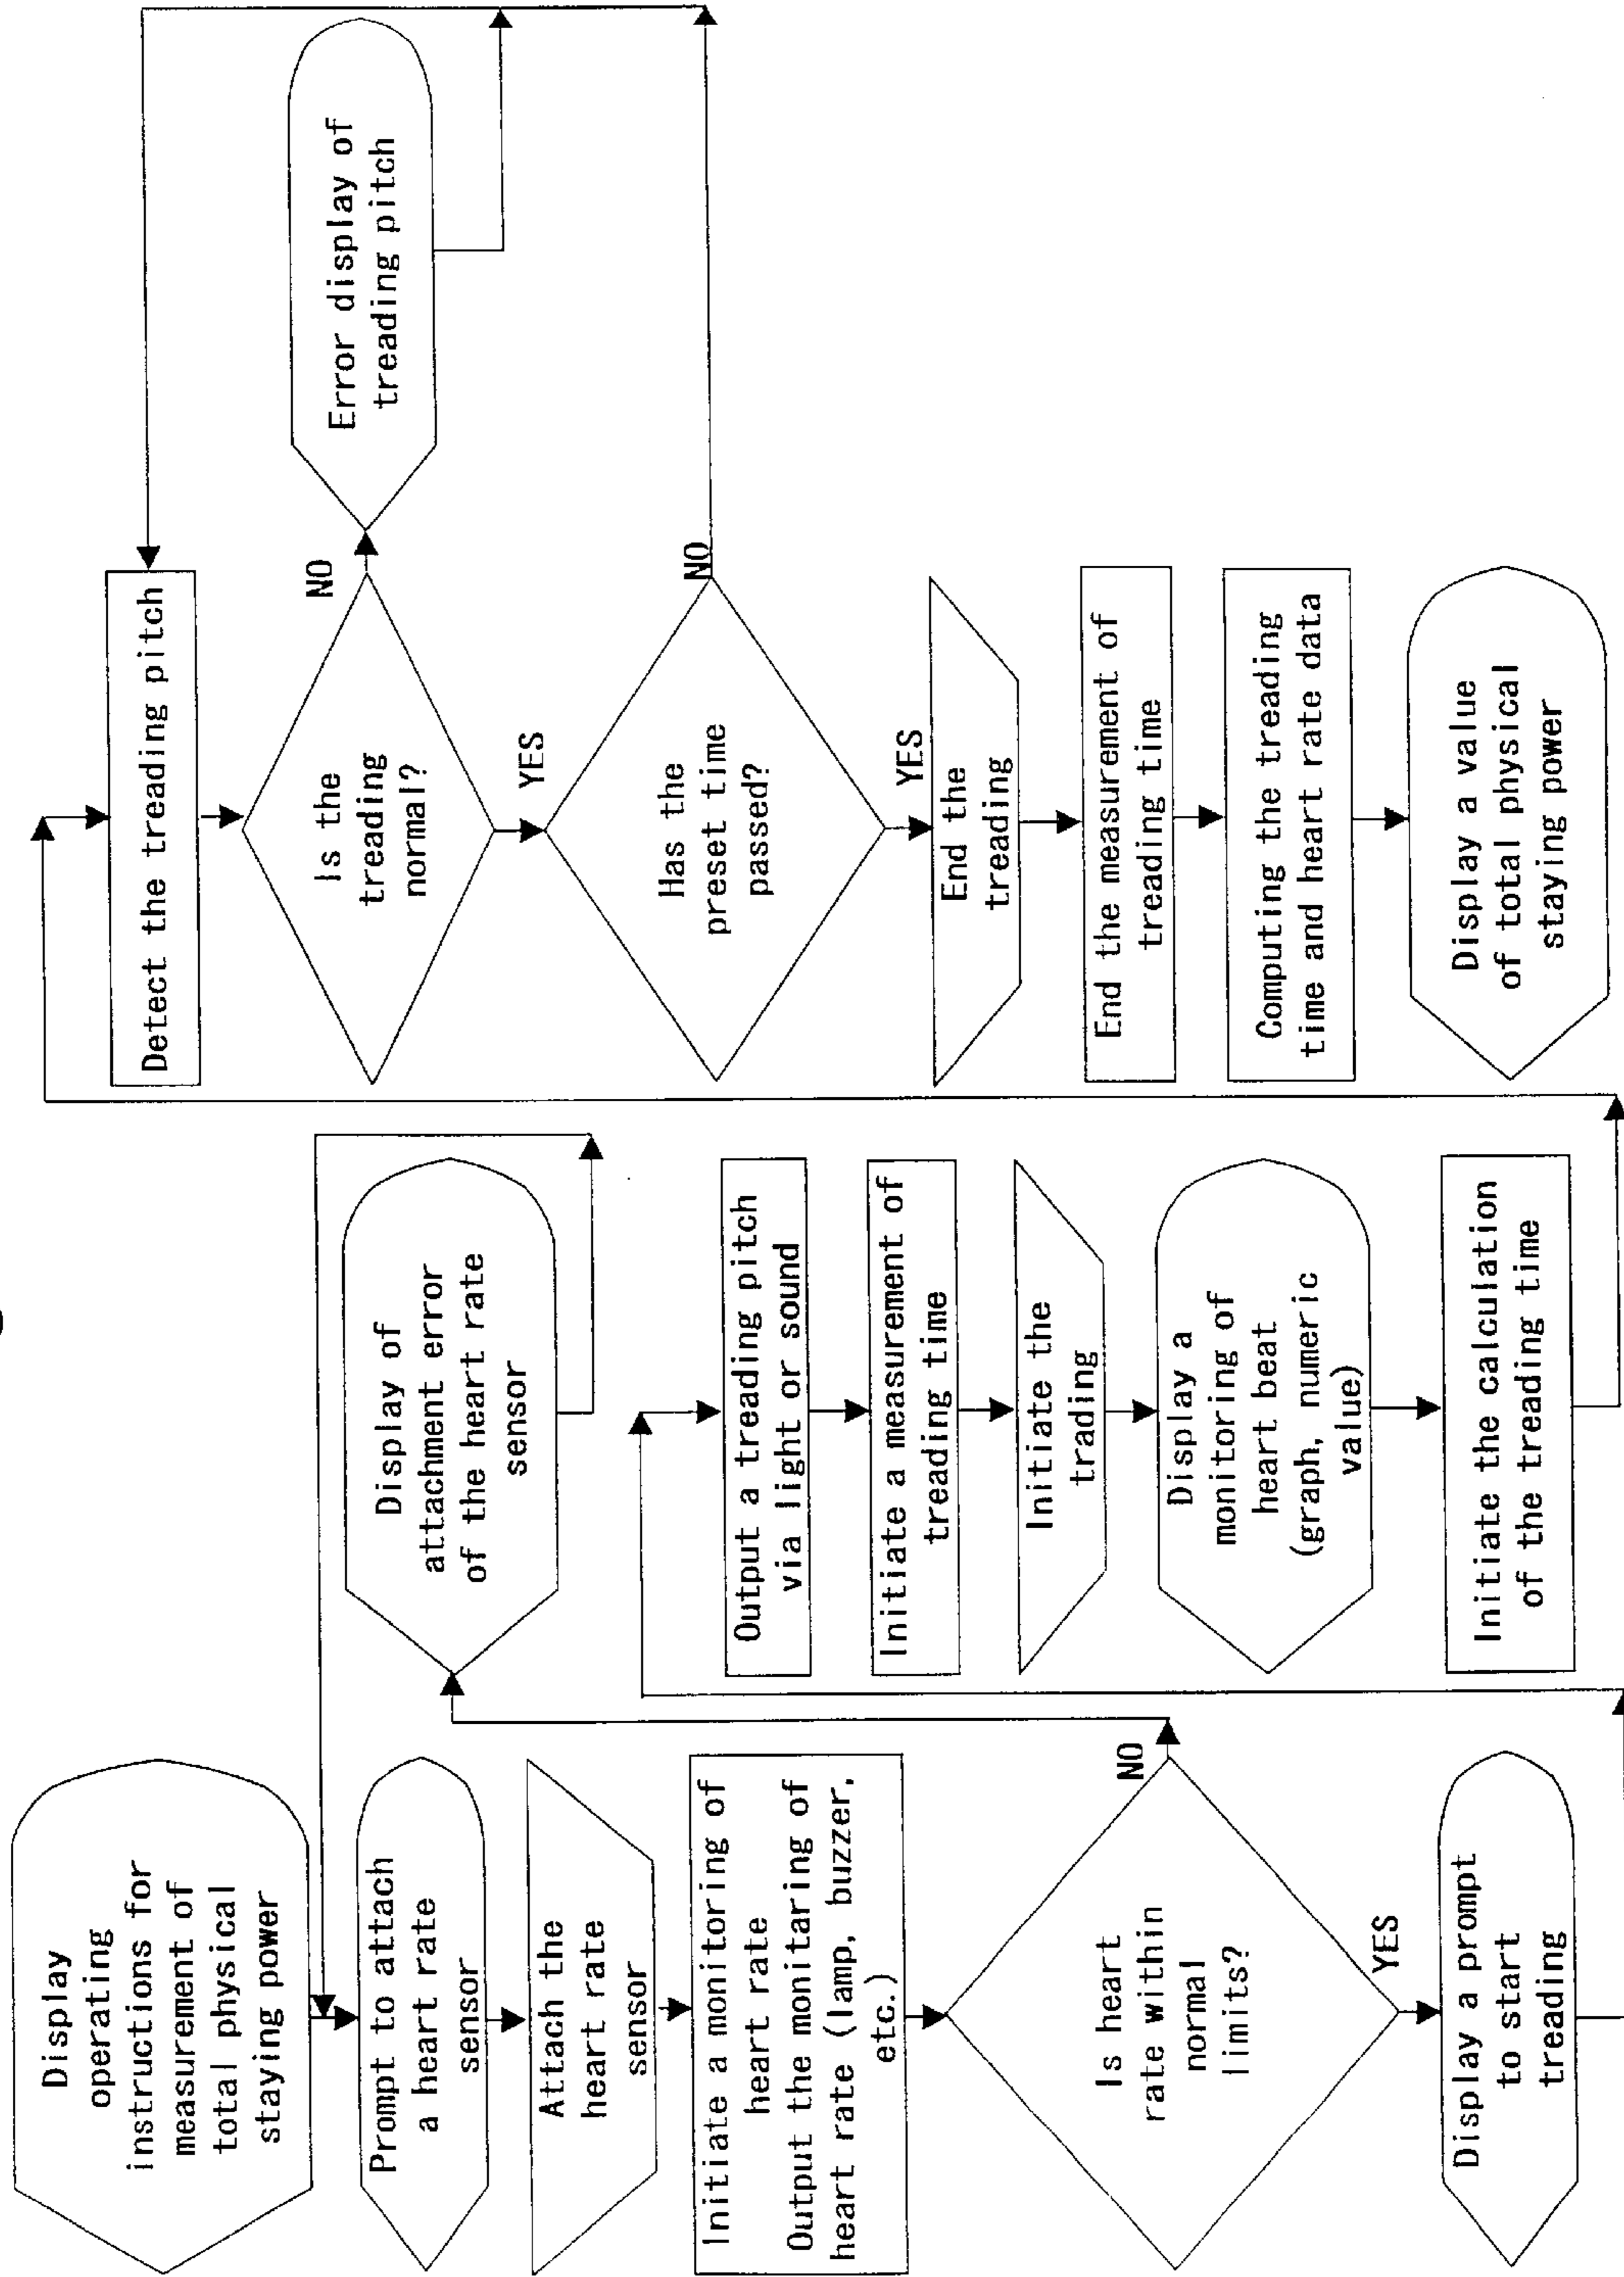 Display
operating
instructions for
measurement of
total physical
staying power
Prompt to attach
a heart rate
sensor
Attach the
heart rate
sensor
Initiate a monitoring of
heart rate
Output the monitaring of
heart rate (lamp, buzzer,
etc.)
Is heart
rate within
normal
limits?
NO
YES
Display a prompt
to start
treading
Display of
attachment error
of the heart rate
sensor
Output a treading pitch
via light or sound
Initiate a measurement of
treading time
Initiate the
trading
Display a
monitoring of
heart beat
(graph, numeric
value)
Initiate the calculation
of the treading time
Detect the treading pitch
Is the
treading
normal?
NO
Error display of
treading pitch
YES
Has the
preset time
passed?
NO
YES
End the
treading
End the measurement of
treading time
Computing the treading
time and heart rate data
Display a value
of total physical
staying power